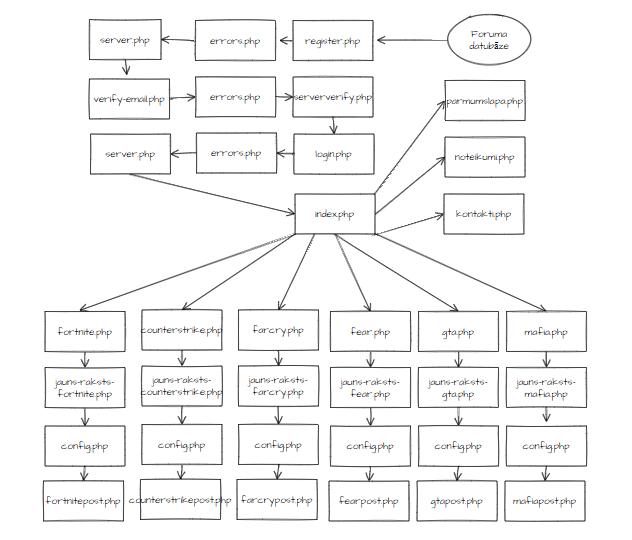 Foruma
datubāze
server.php
errors.php
register.php
verify-email.php
errors.php
serververify.php
parmumslapa.php
server.php
errors.php
login.php
noteikumi.php
index.php
kontakti.php
fortnite.php
counterstrike.php
farcry.php
fear.php
gta.php
mafia.php
jauns-raksts-
fortnite.php
jauns-raksts-
counterstrike.php
jauns-raksts-
farcry.php
jauns-raksts-
fear.php
jauns-raksts-
gta.php
jauns-raksts-
mafia.php
config.php
config.php
config.php
config.php
config.php
config.php
fortnitepost.php
counterstrikepost.php
farcrypost.php
fearpost.php
gtapost.php
mafiapost.php